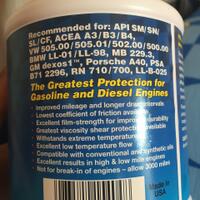 Recommended for: API SM/SN/
SL/CF, ACEA A3/B3/B4,
VW 505.00/505.01/502.00/500.00
BMW LL-01/LL-98, MB 229.3,
GM dexos1™, Porsche A40, PSA
B71 2296, RN 710/700, LL-B-025
The Greatest Protection for
Gasoline and Diesel Engines
Improved mileage and longer drain intervals
Lowest coefficient of friction available
Excellent film-strength for improved durability
Greatest viscosity shear protection available
Withstands extreme temperatures
Excellent low temperature flow
Compatible with conventional and synthetic oils
Excellent results in high & low mile engines
Not for break-in of engines - allow 3000 miles
Made in
USA